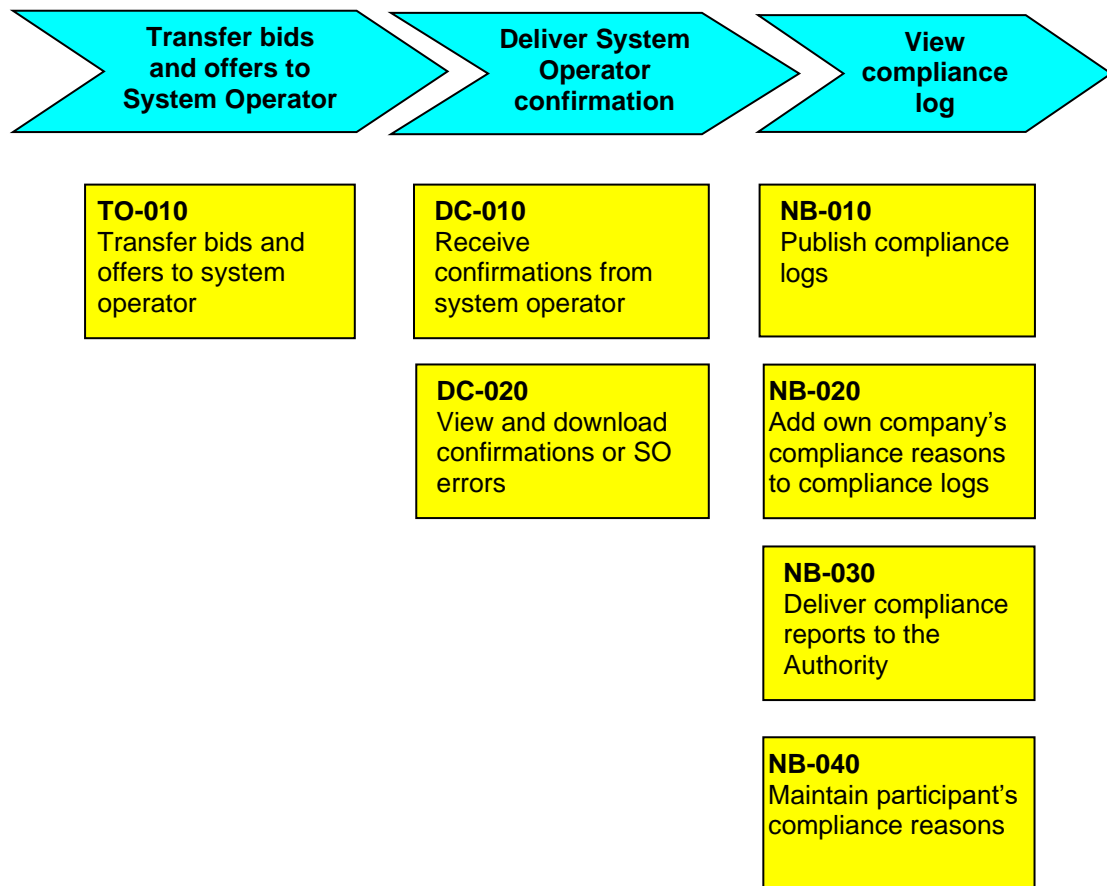 Transfer bids
and offers to
System Operator
Deliver System
Operator
confirmation
View
compliance
log
TO-010
Transfer bids and
offers to system
operator
DC-010
Receive
confirmations from
system operator
NB-010
Publish compliance
logs
DC-020
View and download
confirmations or SO
errors
NB-020
Add own company’s
compliance reasons
to compliance logs
NB-030
Deliver compliance
reports to the
Authority
NB-040
Maintain participant’s
compliance reasons